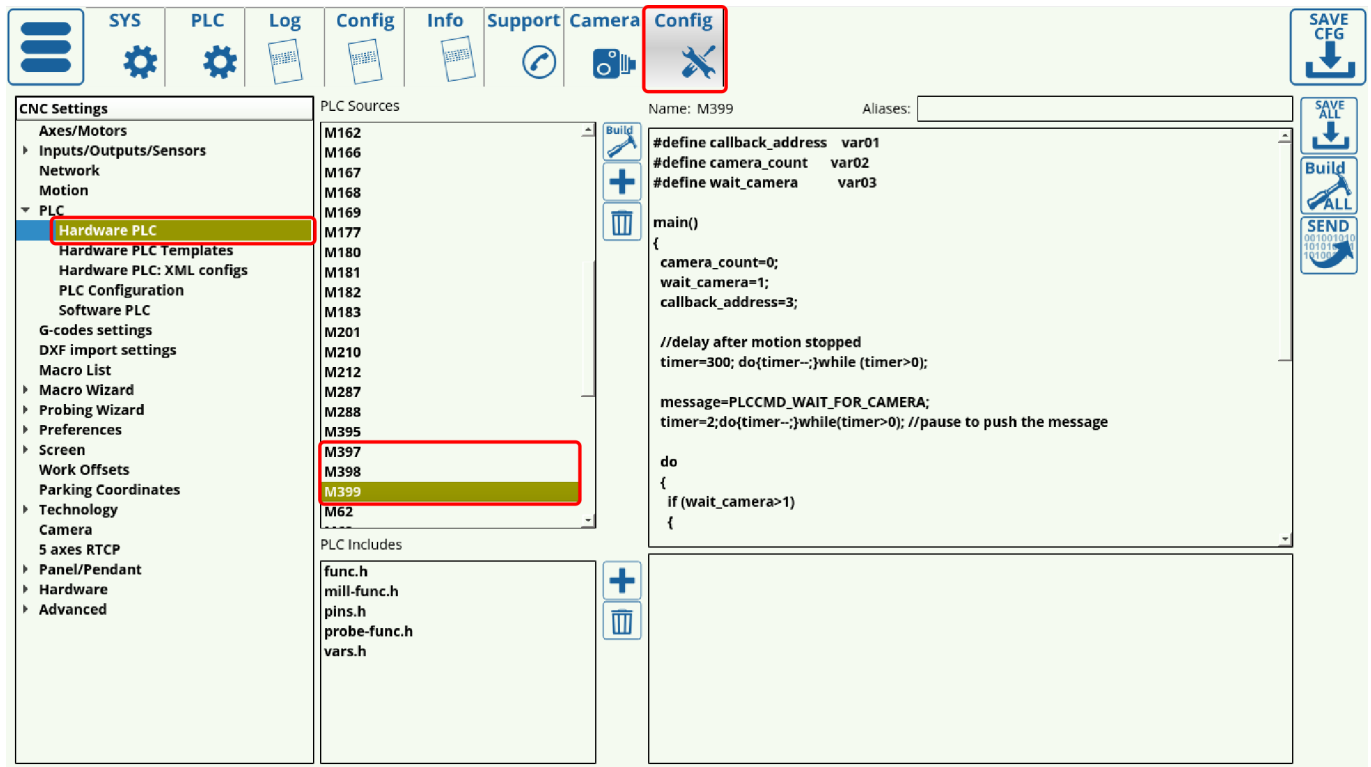 SYS
PLC
Log
Config
Info
Support
Camera
Config
SAVE
CFG
CNC Settings
Axes/Motors
Inputs/Outputs/Sensors
Network
Motion
PLC
Hardware PLC
Hardware PLC Templates
Hardware PLC: XML configs
PLC Configuration
Software PLC
G-codes settings
DXF import settings
Macro List
Macro Wizard
Probing Wizard
Preferences
Screen
Work Offsets
Parking Coordinates
Technology
Camera
5 axes RTCP
Panel/Pendant
Hardware
Advanced
PLC Sources
M162
M166
M167
M168
M169
M177
M180
M181
M182
M183
M201
M210
M212
M287
M288
M395
M397
M398
M399
M62
Build
PLC Includes
func.h
mill-func.h
pins.h
probe-func.h
vars.h
Name: M399
Aliases:
#define callback_address var01
#define camera_count var02
#define wait_camera var03
main()
{
camera_count=0;
wait_camera=1;
callback_address=3;
//delay after motion stopped
timer=300; do{timer--;}while (timer>0);
message=PLCCMD_WAIT_FOR_CAMERA;
timer=2;do{timer--;}while(timer>0); //pause to push the message
do
{
if (wait_camera>1)
{
SAVE
ALL
Build
ALL
SEND